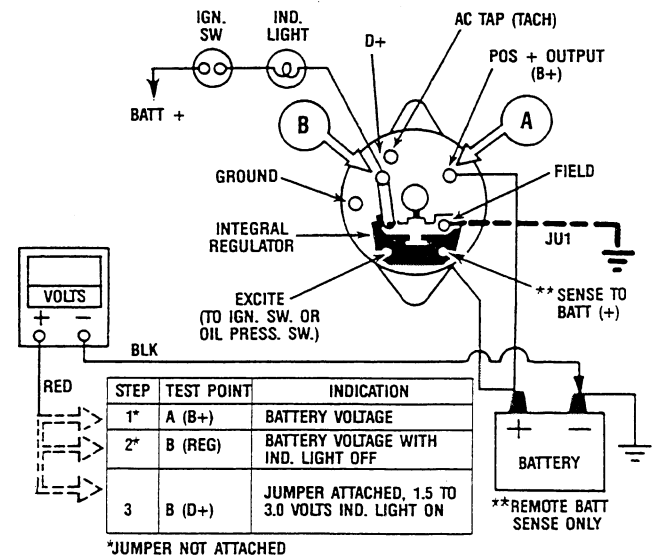 IGN.
SW
IND.
LIGHT
D+
AC TAP (TACH)
POS + OUTPUT
(B+)
BATT +
B
A
GROUND
FIELD
INTEGRAL
REGULATOR
JU1
EXCITE
(TO IGN. SW. OR
OIL PRESS. SW.)
**SENSE TO
BATT (+)
VOLTS
+ −
BLK
RED
STEP TEST POINT INDICATION
1* A (B+) BATTERY VOLTAGE
2* B (REG) BATTERY VOLTAGE WITH
IND. LIGHT OFF
3 B (D+) JUMPER ATTACHED, 1.5 TO
3.0 VOLTS IND. LIGHT ON
*JUMPER NOT ATTACHED
+ −
BATTERY
**REMOTE BATT
SENSE ONLY